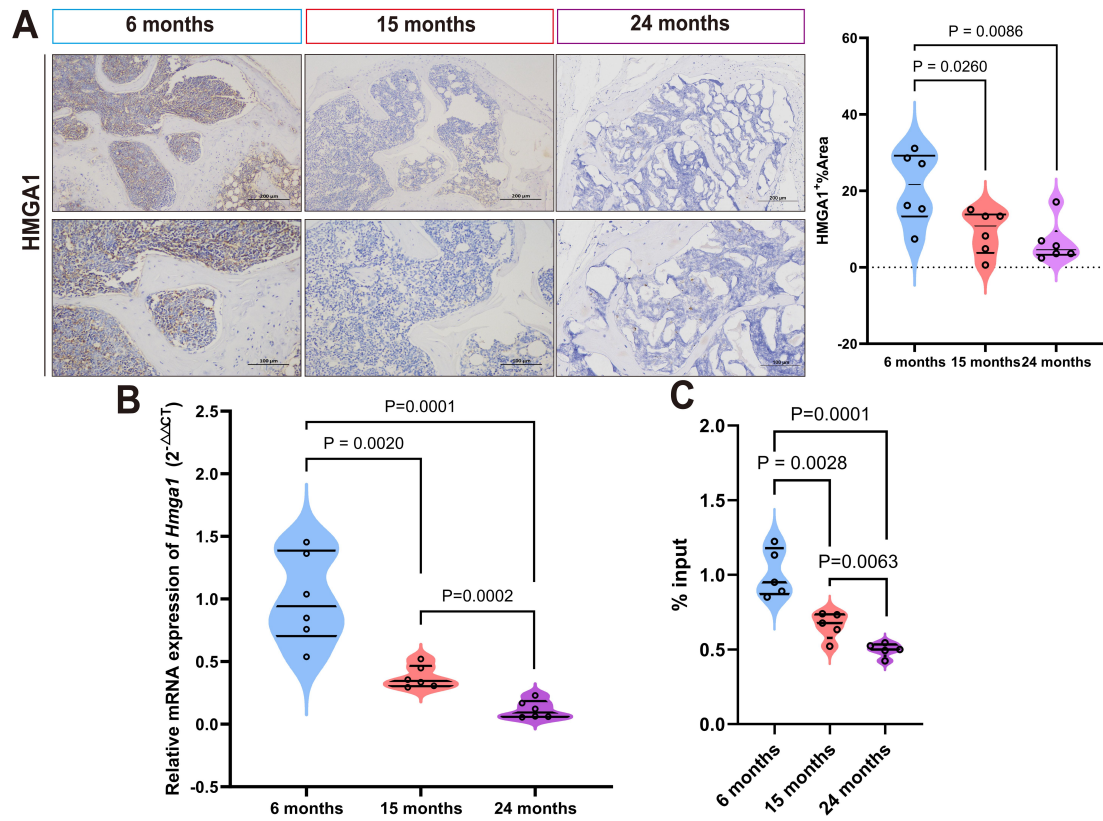 A
6 months
15 months
24 months
HMGA1
200 μm
200 μm
200 μm
100 μm
100 μm
100 μm
HMGA1+%Area
60
40
20
0
-20
P = 0.0086
P = 0.0260
6 months
15 months
24 months
B
Relative mRNA expression of Hmga1 (2-△△CT)
2.5
2.0
1.5
1.0
0.5
0.0
-0.5
P=0.0001
P = 0.0020
P=0.0002
6 months
15 months
24 months
C
% input
2.0
1.5
1.0
0.5
0.0
P=0.0001
P = 0.0028
P=0.0063
6 months
15 months
24 months